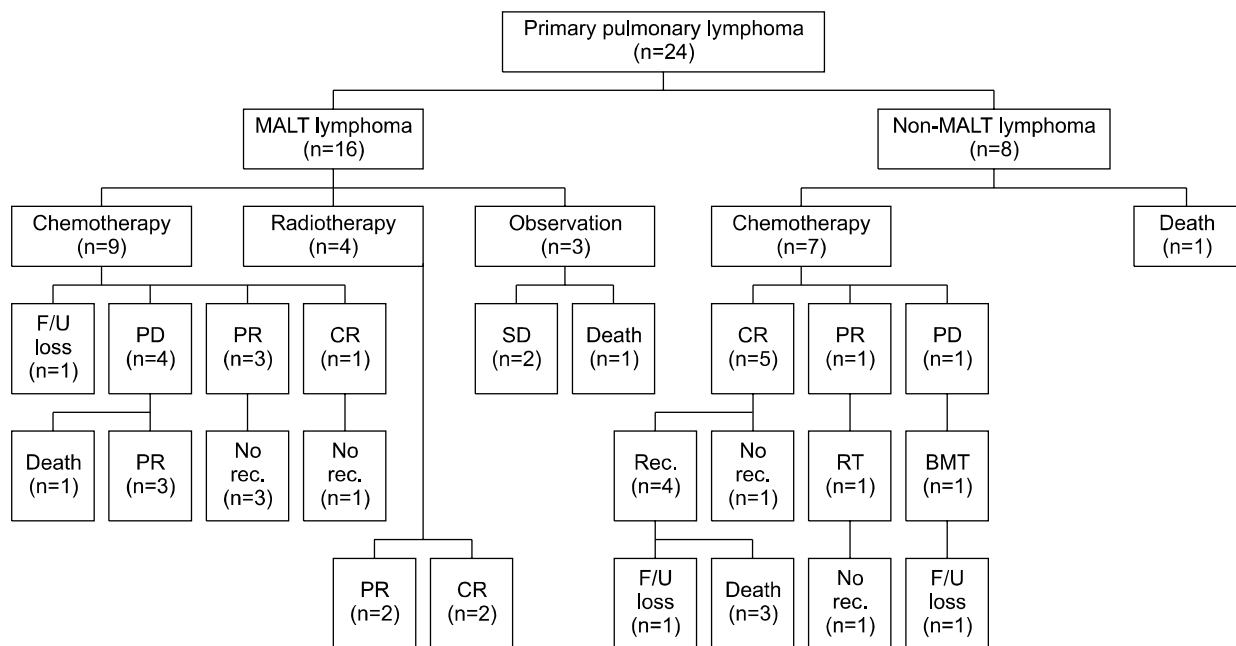 Primary pulmonary lymphoma
(n=24)
MALT lymphoma
(n=16)
Non-MALT lymphoma
(n=8)
Chemotherapy
(n=9)
Radiotherapy
(n=4)
Observation
(n=3)
Chemotherapy
(n=7)
Death
(n=1)
F/U
loss
(n=1)
PD
(n=4)
PR
(n=3)
CR
(n=1)
SD
(n=2)
Death
(n=1)
CR
(n=5)
PR
(n=1)
PD
(n=1)
Death
(n=1)
PR
(n=3)
No
rec.
(n=3)
No
rec.
(n=1)
Rec.
(n=4)
No
rec.
(n=1)
RT
(n=1)
BMT
(n=1)
PR
(n=2)
CR
(n=2)
F/U
loss
(n=1)
Death
(n=3)
No
rec.
(n=1)
F/U
loss
(n=1)